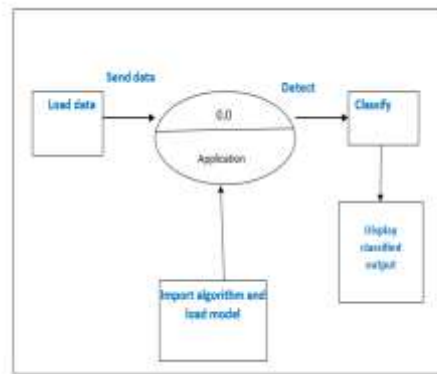 Send data
Detect
Load data
0.0
Classify
Application
Display
classified
output
Import algorithm and
load model